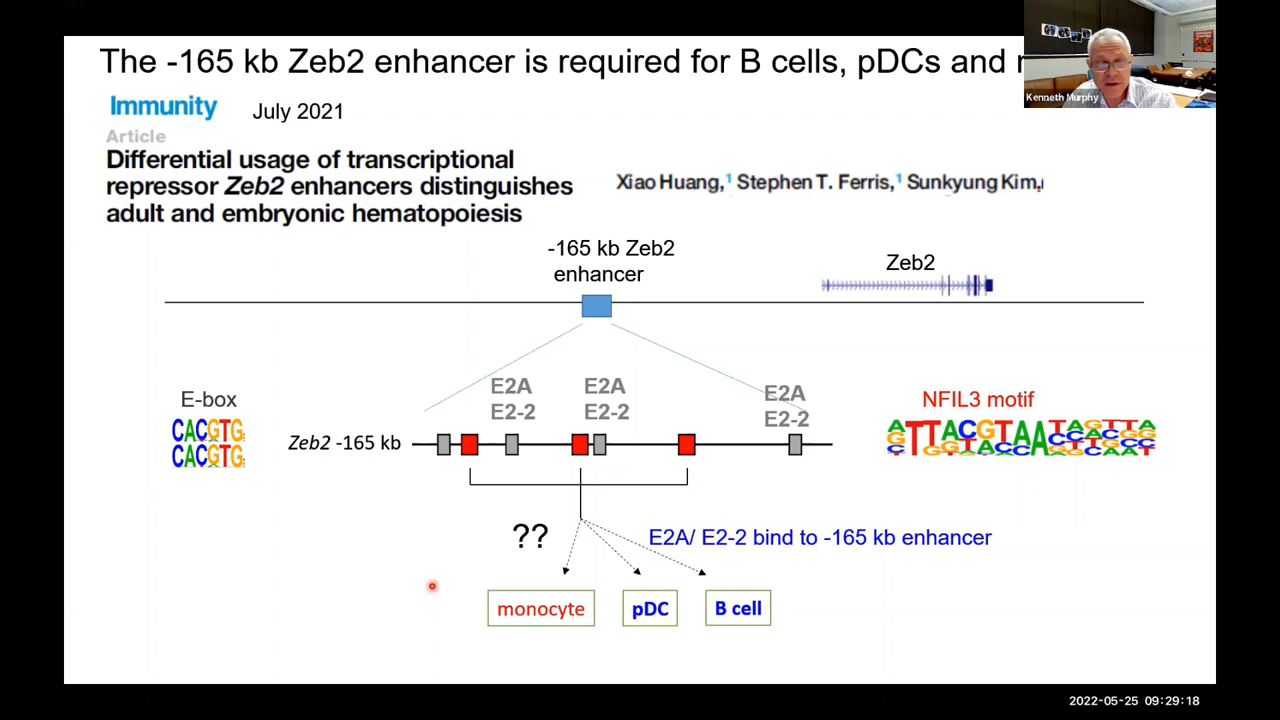 The -165 kb Zeb2 enhancer is required for B cells, pDCs and
Kenneth Murphy
Immunity
July 2021
Article
Differential usage of transcriptional
repressor Zeb2 enhancers distinguishes
adult and embryonic hematopoiesis
Xiao Huang,¹ Stephen T. Ferris,¹ Sunkyung Kim,
-165 kb Zeb2
enhancer
Zeb2
E-box
CACGTG
CACGTG
E2A
E2-2
E2A
E2-2
E2A
E2-2
NFIL3 motif
Zeb2 -165 kb
??
E2A/ E2-2 bind to -165 kb enhancer
monocyte
pDC
B cell
2022-05-25 09:29:18